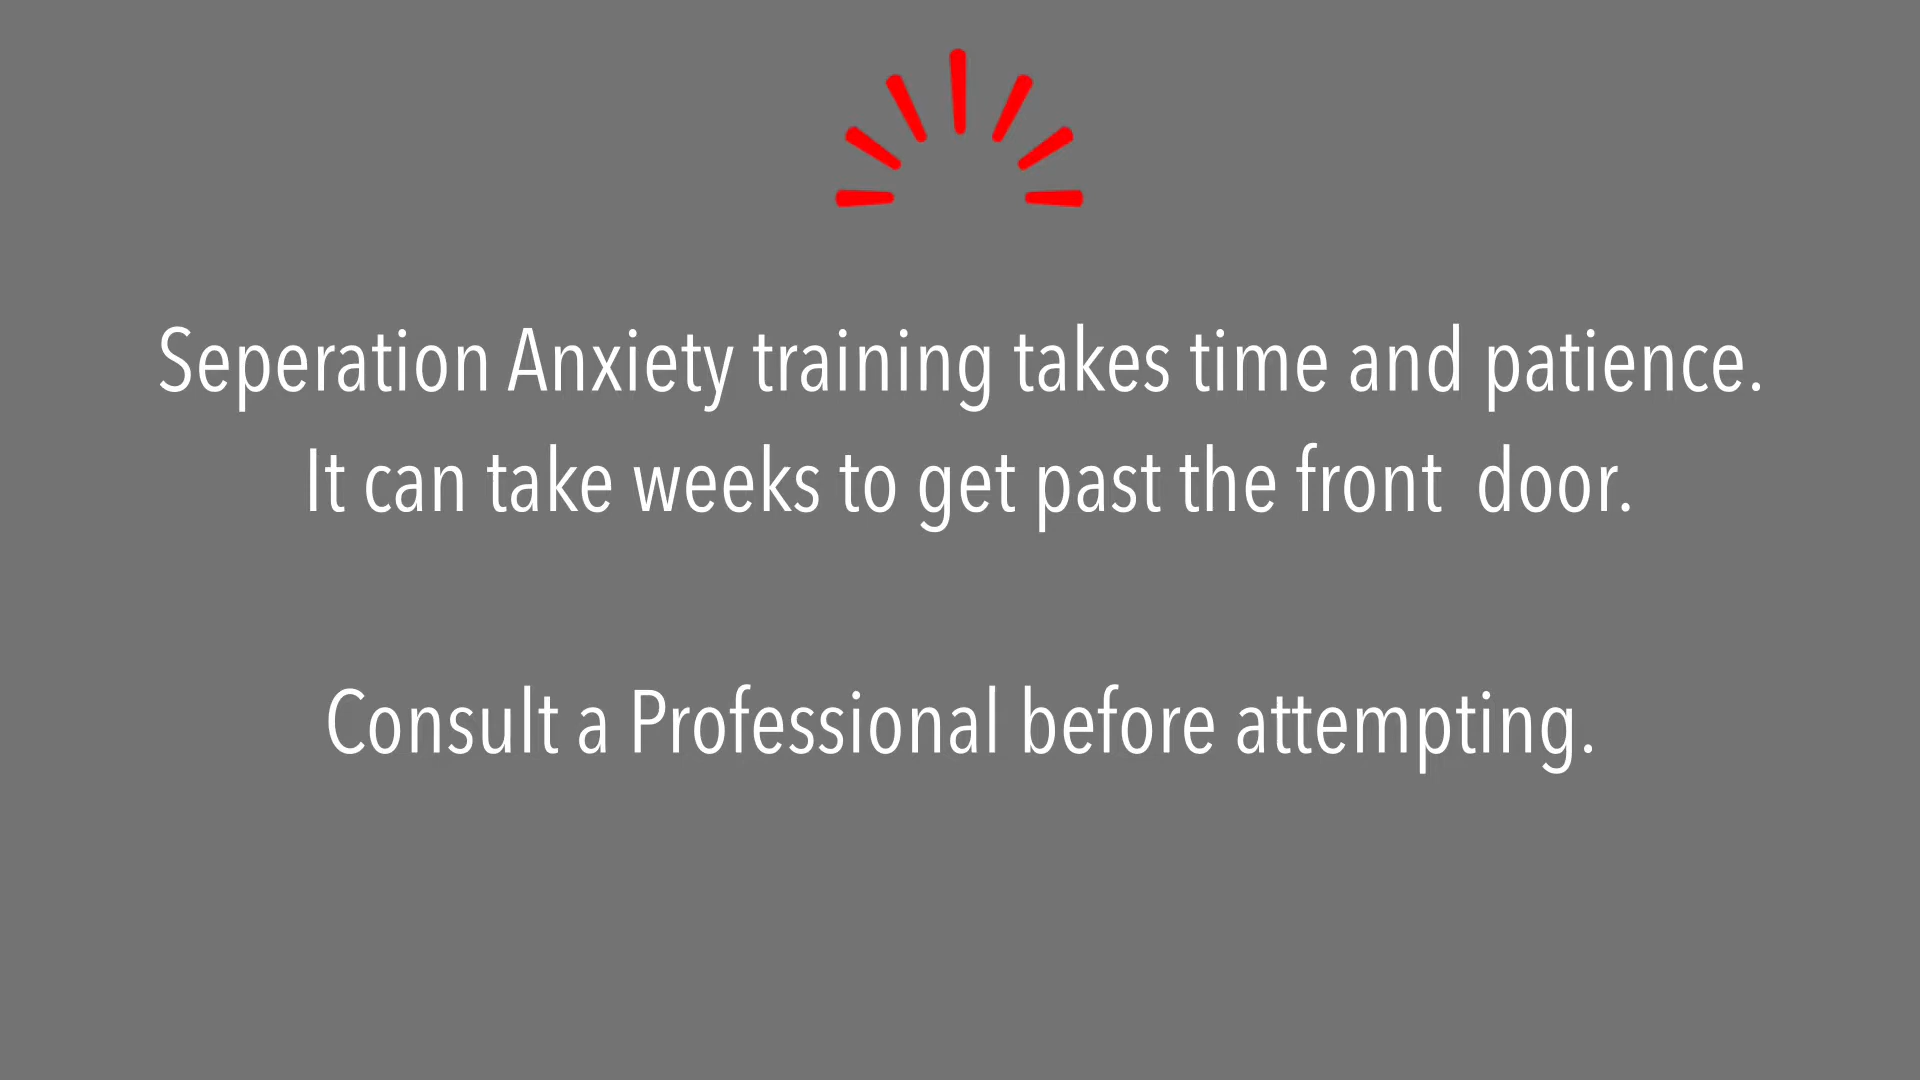 Seperation Anxiety training takes time and patience.
It can take weeks to get past the front  door.
Consult a Professional before attempting.